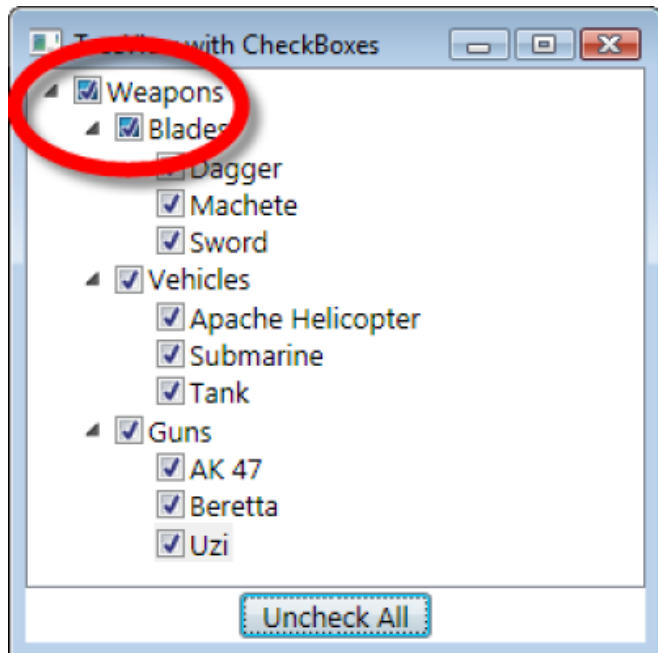 TreeView with CheckBoxes
Weapons
Blades
Dagger
Machete
Sword
Vehicles
Apache Helicopter
Submarine
Tank
Guns
AK 47
Beretta
Uzi
Uncheck All